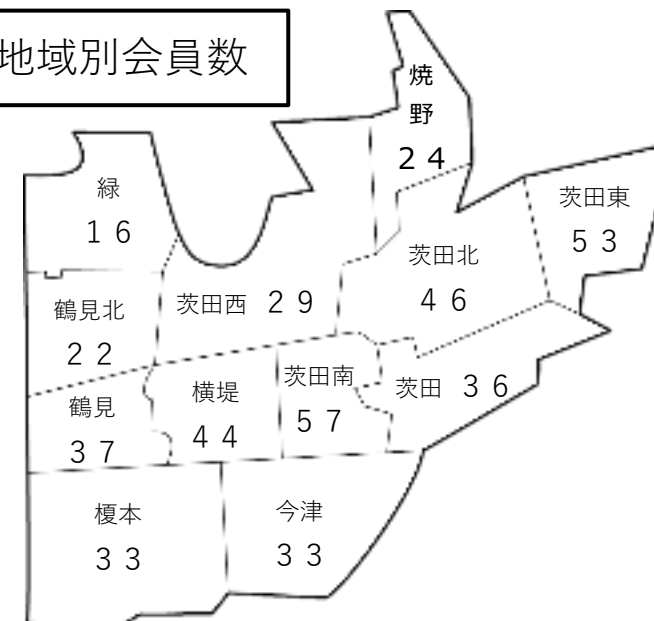 地域別会員数
焼
野
24
緑
16
茨田東
53
茨田北
46
茨田西 29
鶴見北
22
茨田南
57
茨田 36
横堤
44
鶴見
37
榎本
33
今津
33